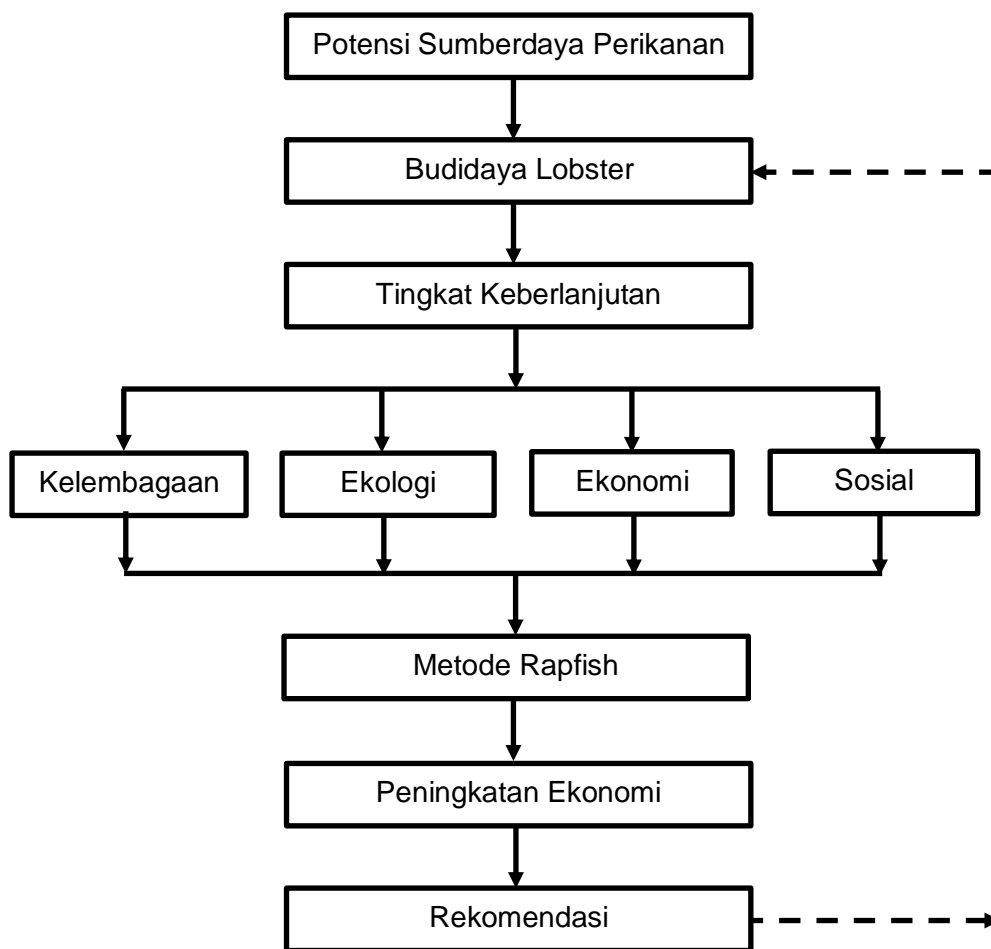 Potensi Sumberdaya Perikanan
Budidaya Lobster
Tingkat Keberlanjutan
Kelembagaan
Ekologi
Ekonomi
Sosial
Metode Rapfish
Peningkatan Ekonomi
Rekomendasi